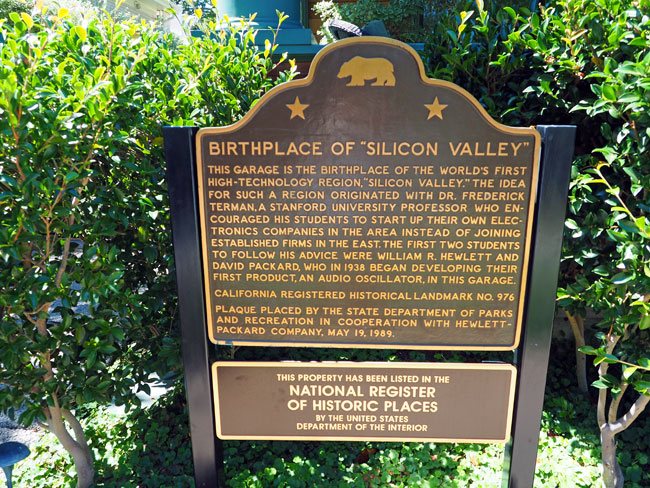 BIRTHPLACE OF "SILICON VALLEY"
THIS GARAGE IS THE BIRTHPLACE OF THE WORLD'S FIRST
HIGH-TECHNOLOGY REGION, "SILICON VALLEY." THE IDEA
FOR SUCH A REGION ORIGINATED WITH DR. FREDERICK
TERMAN, A STANFORD UNIVERSITY PROFESSOR WHO EN-
COURAGED HIS STUDENTS TO START UP THEIR OWN ELEC-
TRONICS COMPANIES IN THE AREA INSTEAD OF JOINING
ESTABLISHED FIRMS IN THE EAST. THE FIRST TWO STUDENTS
TO FOLLOW HIS ADVICE WERE WILLIAM R. HEWLETT AND
DAVID PACKARD, WHO IN 1938 BEGAN DEVELOPING THEIR
FIRST PRODUCT, AN AUDIO OSCILLATOR, IN THIS GARAGE.
CALIFORNIA REGISTERED HISTORICAL LANDMARK NO. 976
PLAQUE PLACED BY THE STATE DEPARTMENT OF PARKS
AND RECREATION IN COOPERATION WITH HEWLETT-
PACKARD COMPANY, MAY 19, 1989.
THIS PROPERTY HAS BEEN LISTED IN THE
NATIONAL REGISTER
OF HISTORIC PLACES
BY THE UNITED STATES
DEPARTMENT OF THE INTERIOR